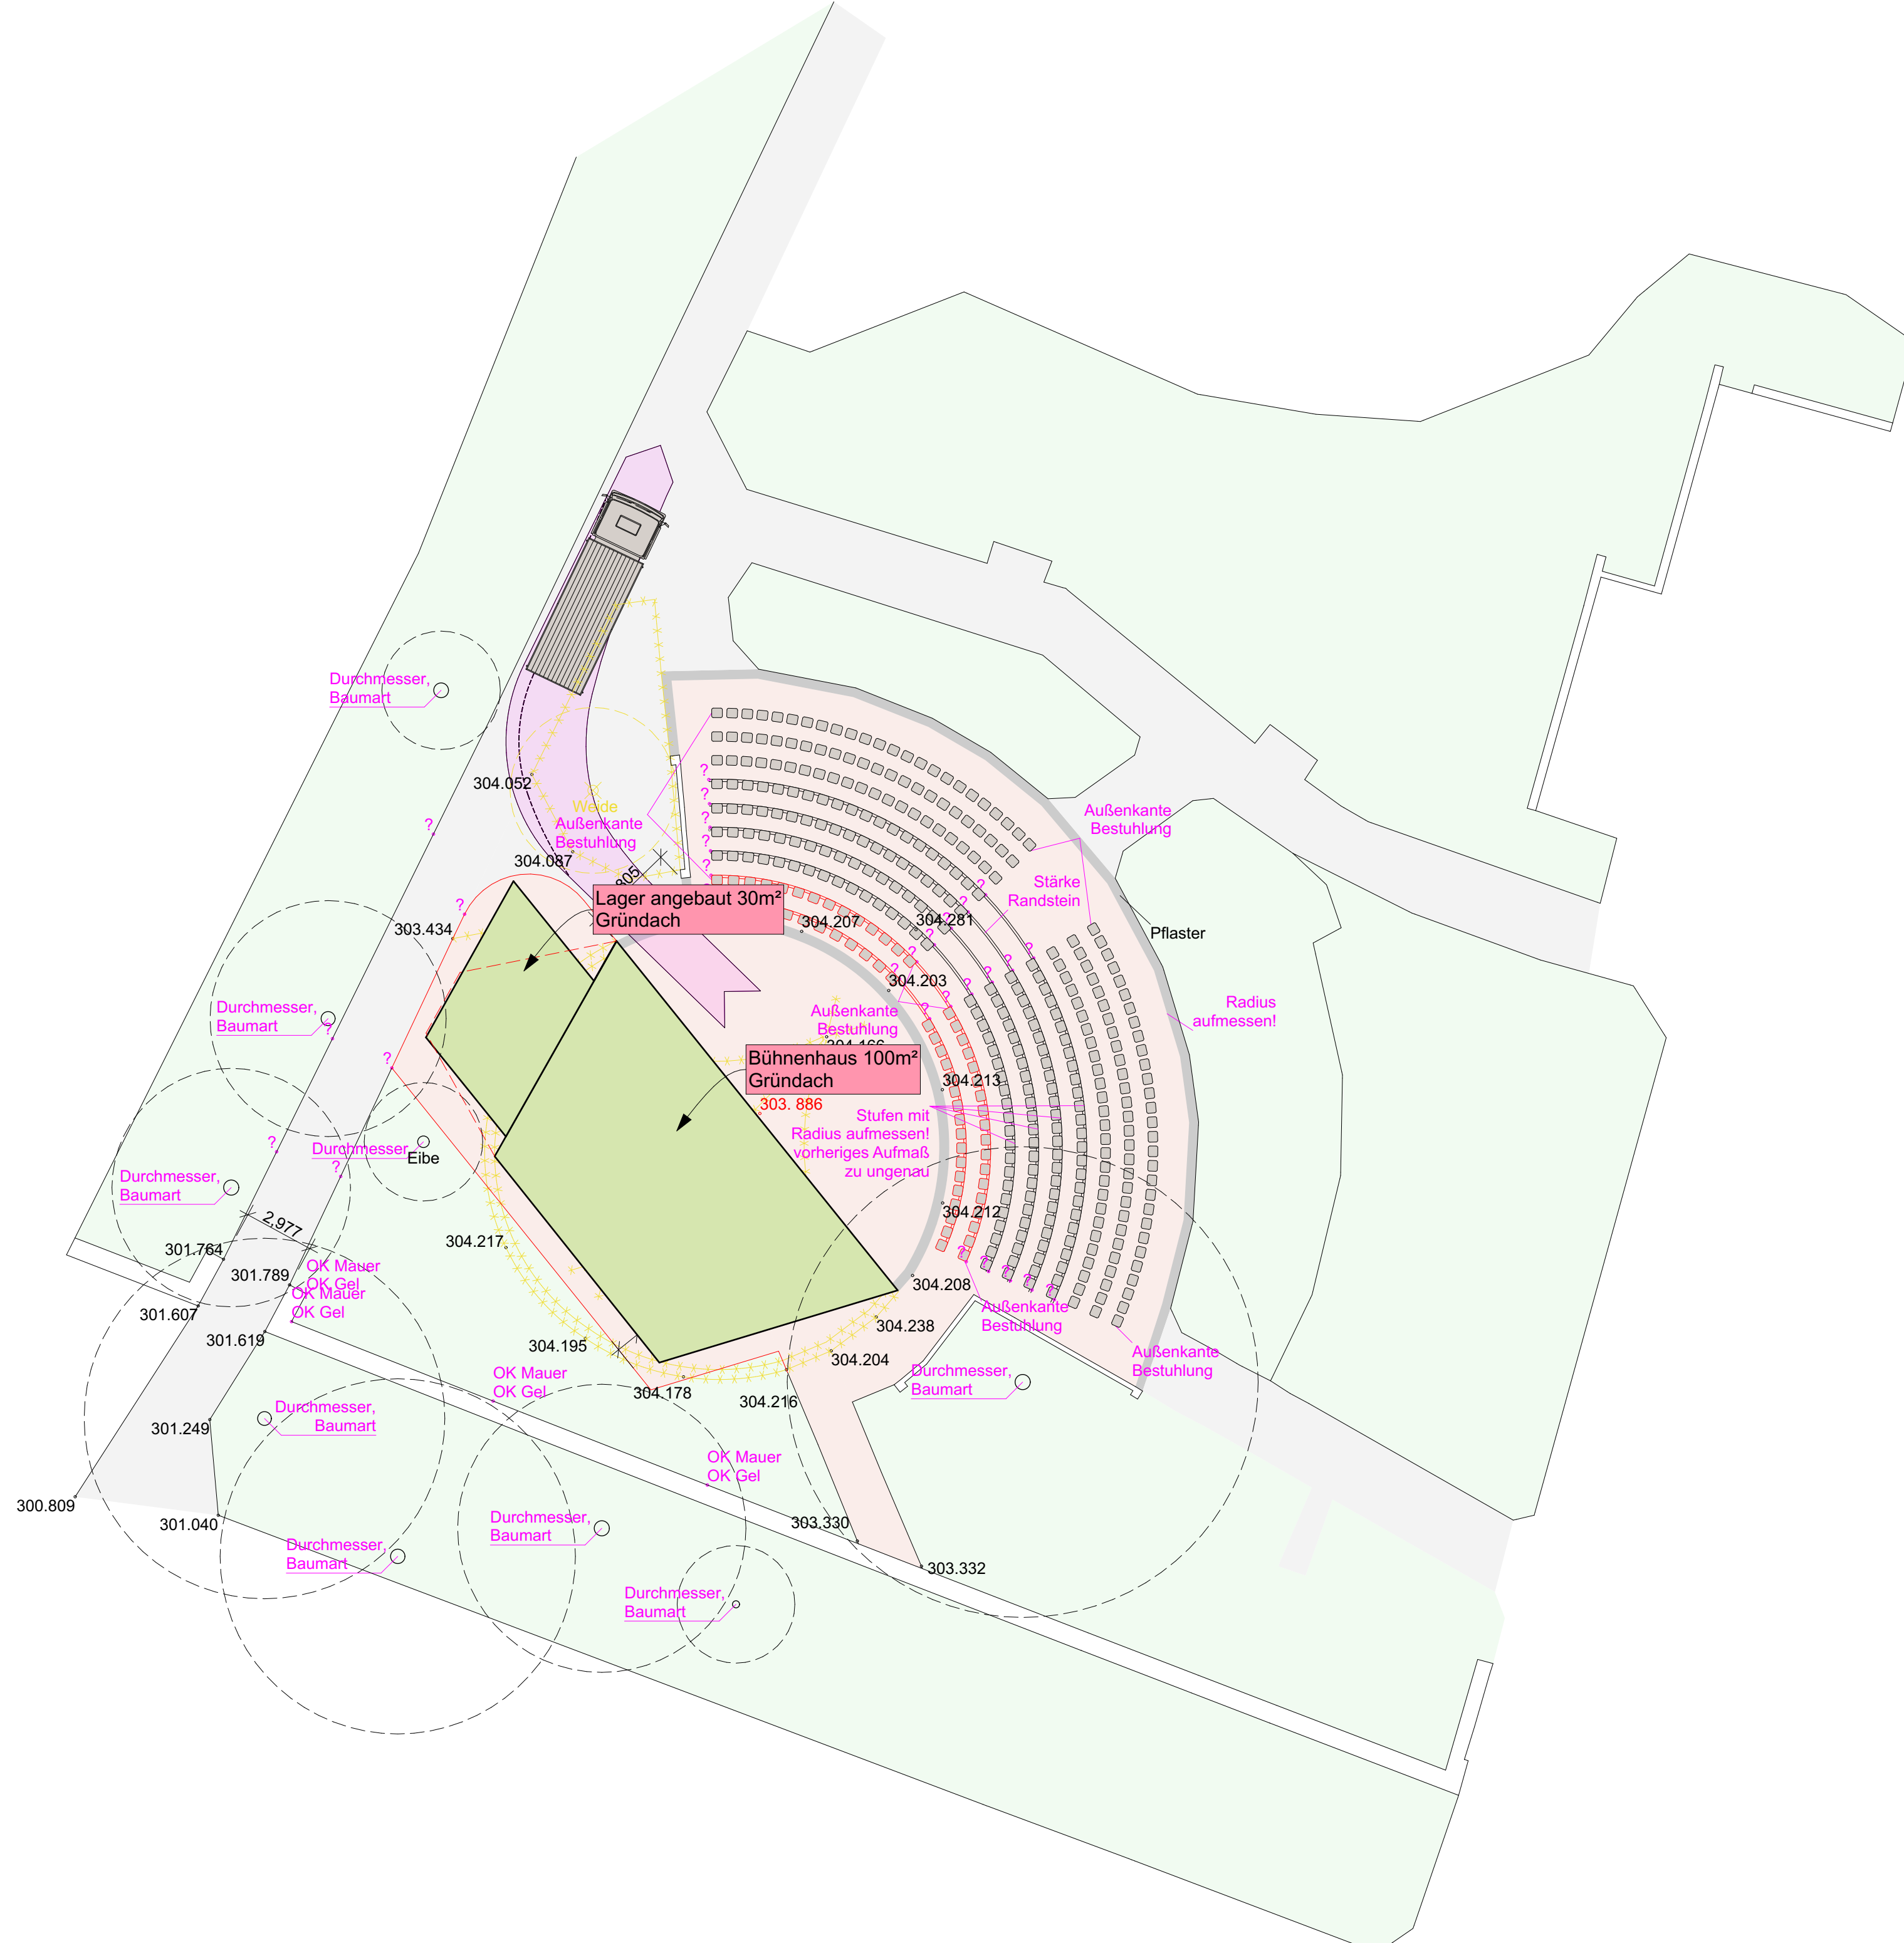 Durchmesser,
Baumart
304.052
Weide
Außenkante
Bestuhlung
304.087
?
?
?
?
?
?
?
?
303.434
Lager angebaut 30m²
Gründach
304.207
304.281
304.203
Außenkante
Bestuhlung
Stärke
Randstein
Pflaster
Radius
aufmessen!
?
?
?
?
?
?
?
?
?
?
?
?
Außenkante
Bestuhlung
304.166
Bühnenhaus 100m²
Gründach
303. 886
304.213
Stufen mit
Radius aufmessen!
vorheriges Aufmaß
zu ungenau
304.212
Durchmesser,
Baumart
?
?
Durchmesser,
Eibe
?
?
Durchmesser,
Baumart
2,977
301.764
301.789
OK Mauer
OK Gel
OK Mauer
OK Gel
301.607
301.619
304.217
304.195
304.178
304.216
304.204
304.238
304.208
?
?
?
?
?
Außenkante
Bestuhlung
Außenkante
Bestuhlung
Durchmesser,
Baumart
OK Mauer
OK Gel
301.249
Durchmesser,
Baumart
OK Mauer
OK Gel
300.809
301.040
Durchmesser,
Baumart
Durchmesser,
Baumart
303.330
303.332
Durchmesser,
Baumart